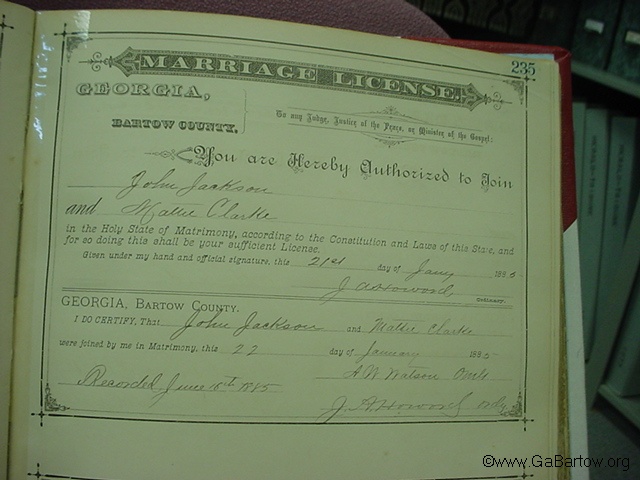 235
MARRIAGE LICENSE.
GEORGIA,
BARTOW COUNTY.
To any Judge, Justice of the Peace, or Ministry of the Gospel:
You are Hereby Authorized to Join
John Jackson
and Mattie Clarke
in the Holy State of Matrimony, according to the Constitution and Laws of this State, and
for so doing this shall be your sufficient License.
Given under my hand and official signature, this 21st day of Jany 1885
J A Howard Ordinary.
GEORGIA, BARTOW COUNTY.
I DO CERTIFY, That John Jackson and Mattie Clarke
were joined by me in Matrimony, this 22 day of January 1885
A.W. Watson
Recorded June 15th 1885
J. A. Howard Ordy
©www.GaBartow.org